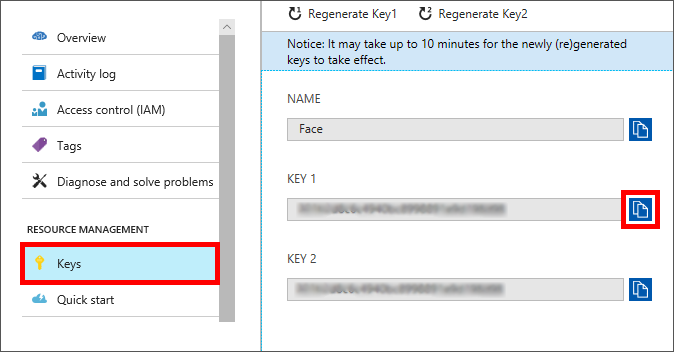 Overview
Activity log
Access control (IAM)
Tags
Diagnose and solve problems
RESOURCE MANAGEMENT
Keys
Quick start
Regenerate Key1 Regenerate Key2
Notice: It may take up to 10 minutes for the newly (re)generated
keys to take effect.
NAME
Face
KEY 1
KEY 2